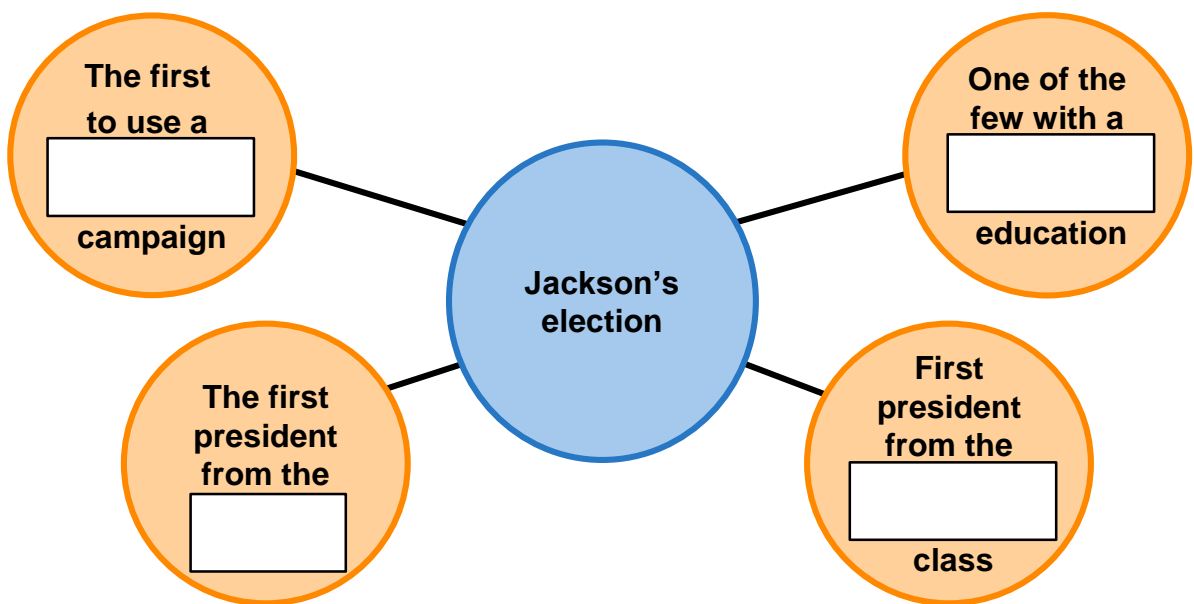 The first
to use a
campaign
One of the
few with a
education
Jackson’s
election
The first
president
from the
First
president
from the
class